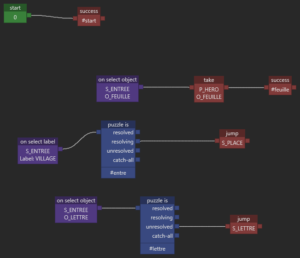 start
0
success
#start
on select object
S_ENTREE
O_FEUILLE
take
P_HERO
O_FEUILLE
success
#feuille
on select label
S_ENTREE
Label: VILLAGE
puzzle is
resolved
resolving
unresolved
catch-all
#entre
jump
S_PLACE
on select object
S_ENTREE
O_LETTRE
puzzle is
resolved
resolving
unresolved
catch-all
#lettre
jump
S_LETTRE